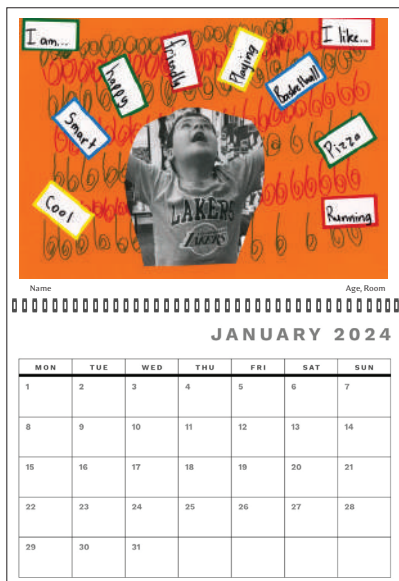 I am...
I like...
happy
friendly
Playing
Basketball
Smart
Pizza
Cool
Running
LAKERS
LAKERS
Name
Age, Room
JANUARY 2024
MON TUE WED THU FRI SAT SUN
1 2 3 4 5 6 7
8 9 10 11 12 13 14
15 16 17 18 19 20 21
22 23 24 25 26 27 28
29 30 31